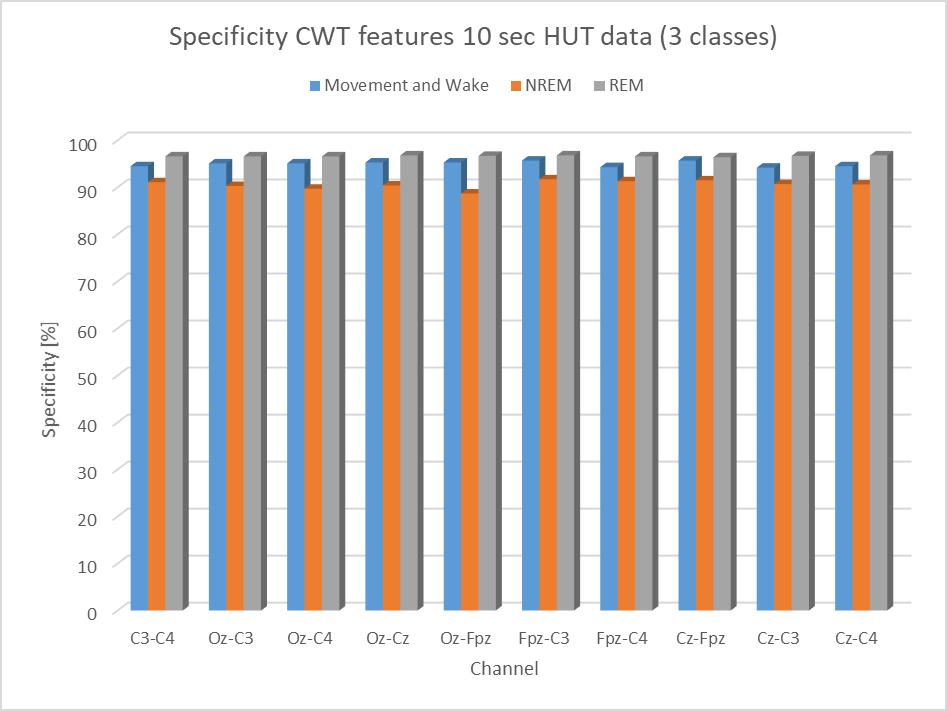 Specificity CWT features 10 sec HUT data (3 classes)
Movement and Wake NREM REM
100
90
80
70
60
50
40
30
20
10
0
Specificity [%]
C3-C4 Oz-C3 Oz-C4 Oz-Cz Oz-Fpz Fpz-C3 Fpz-C4 Cz-Fpz Cz-C3 Cz-C4
Channel